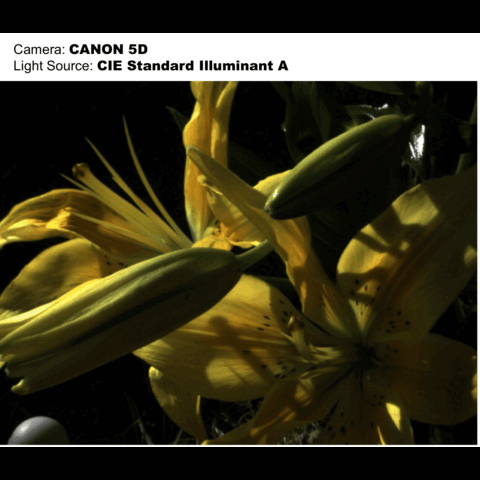 Camera: CANON 5D
Light Source: CIE Standard Illuminant A